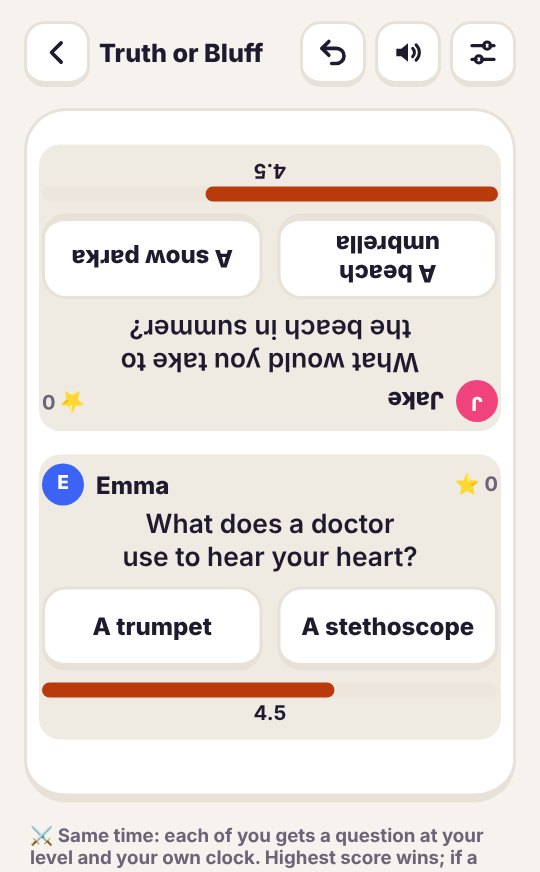 Truth or Bluff
4.5
A snow parka
A beach
umbrella
What would you take to
the beach in summer?
J
Jake
0
E
Emma
0
What does a doctor
use to hear your heart?
A trumpet
A stethoscope
4.5
⚔️ Same time: each of you gets a question at your
level and your own clock. Highest score wins; if a